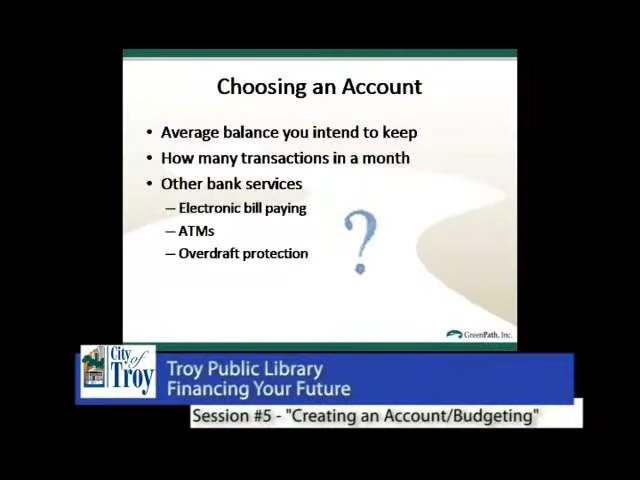 Choosing an Account
• Average balance you intend to keep
• How many transactions in a month
• Other bank services
– Electronic bill paying
– ATMs
– Overdraft protection
?
GreenPath, Inc.
City of Troy
Troy Public Library
Financing Your Future
Session #5 - "Creating an Account/Budgeting"